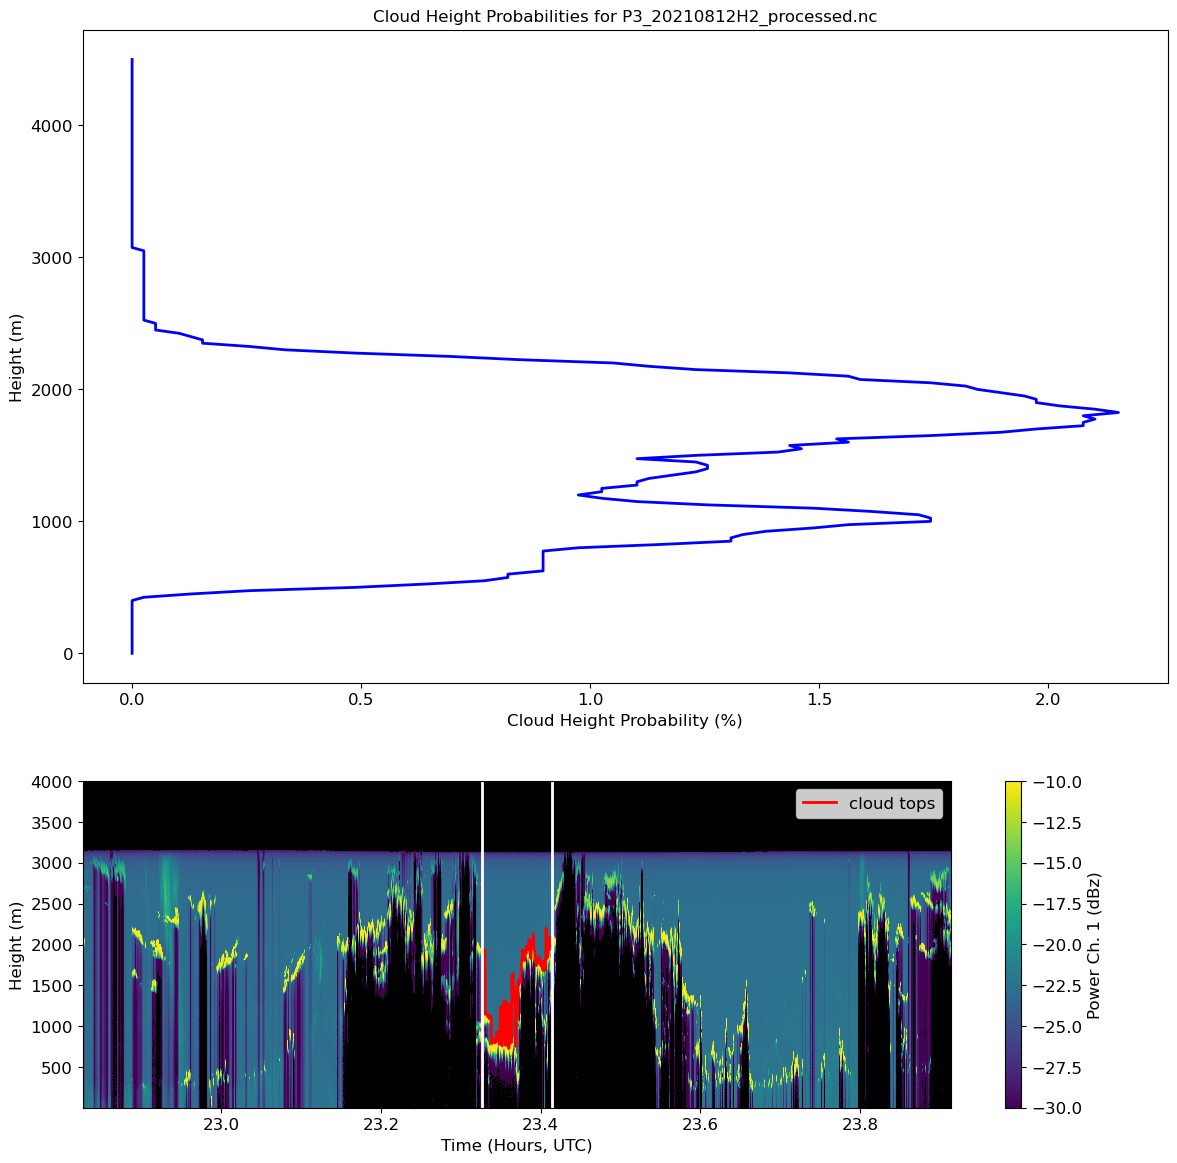 Cloud Height Probabilities for P3_20210812H2_processed.nc
4000
3000
2000
1000
0
Height (m)
0.0 0.5 1.0 1.5 2.0
Cloud Height Probability (%)
4000
3500
3000
2500
2000
1500
1000
500
Height (m)
cloud tops
23.0 23.2 23.4 23.6 23.8
Time (Hours, UTC)
−10.0
−12.5
−15.0
−17.5
−20.0
−22.5
−25.0
−27.5
−30.0
Power Ch. 1 (dBz)